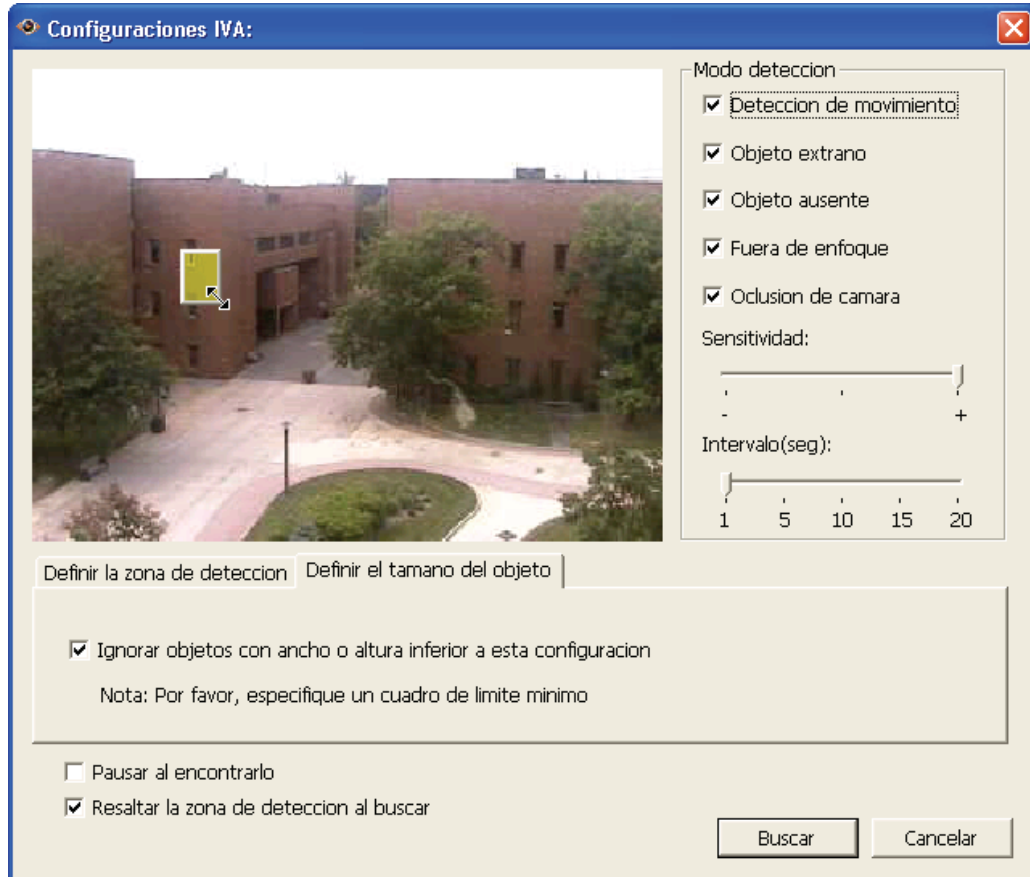 Configuraciones IVA:
Modo deteccion
Deteccion de movimiento
Objeto extrano
Objeto ausente
Fuera de enfoque
Oclusion de camara
Sensitividad:
- +
Intervalo(seg):
1 5 10 15 20
Definir la zona de deteccion Definir el tamano del objeto
Ignorar objetos con ancho o altura inferior a esta configuracion
Nota: Por favor, especifique un cuadro de limite minimo
Pausar al encontrarlo
Resaltar la zona de deteccion al buscar
Buscar Cancelar